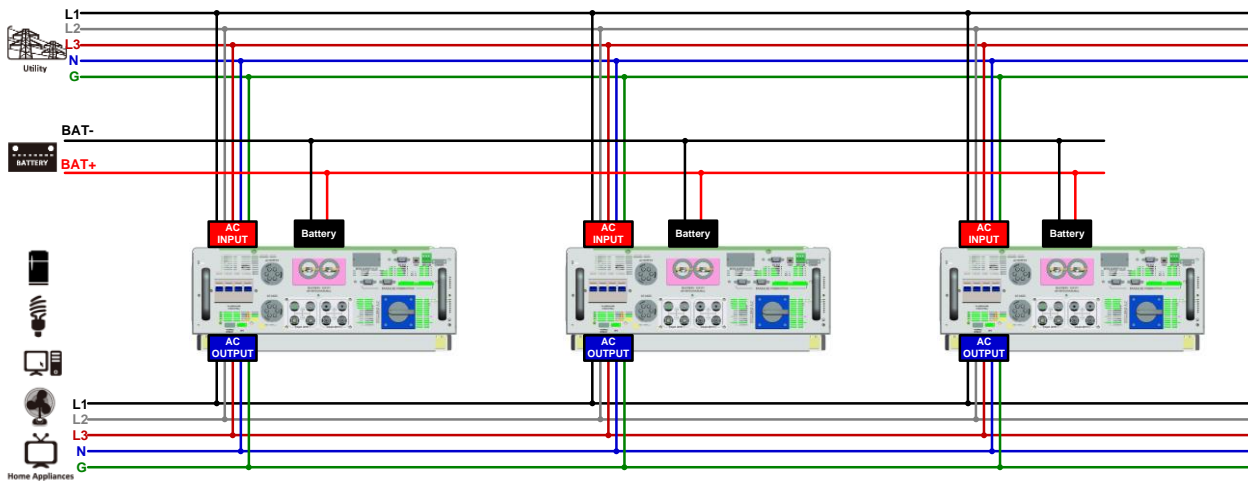 L1
L2
L3
N
G
Utility
BAT-
BATTERY
BAT+
AC
INPUT
Battery
AC
INPUT
Battery
AC
INPUT
Battery
AC
OUTPUT
AC
OUTPUT
AC
OUTPUT
L1
L2
L3
N
G
Home Appliances